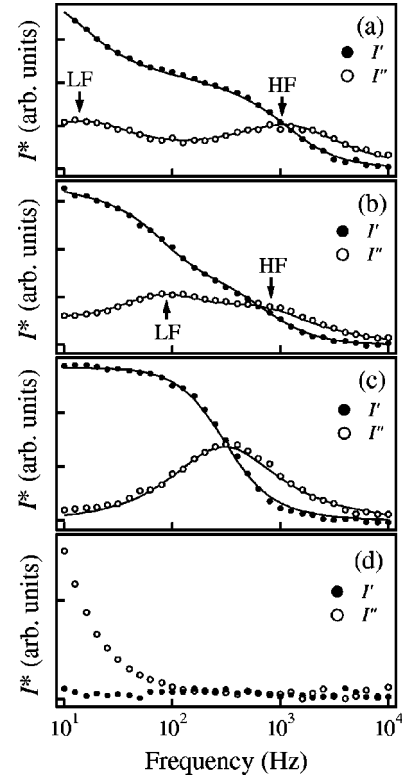 (a)
I* (arb. units)
I'
I"
LF
HF
(b)
I* (arb. units)
I'
I"
HF
LF
(c)
I* (arb. units)
I'
I"
(d)
I* (arb. units)
I'
I"
10¹ 10² 10³ 10⁴
Frequency (Hz)